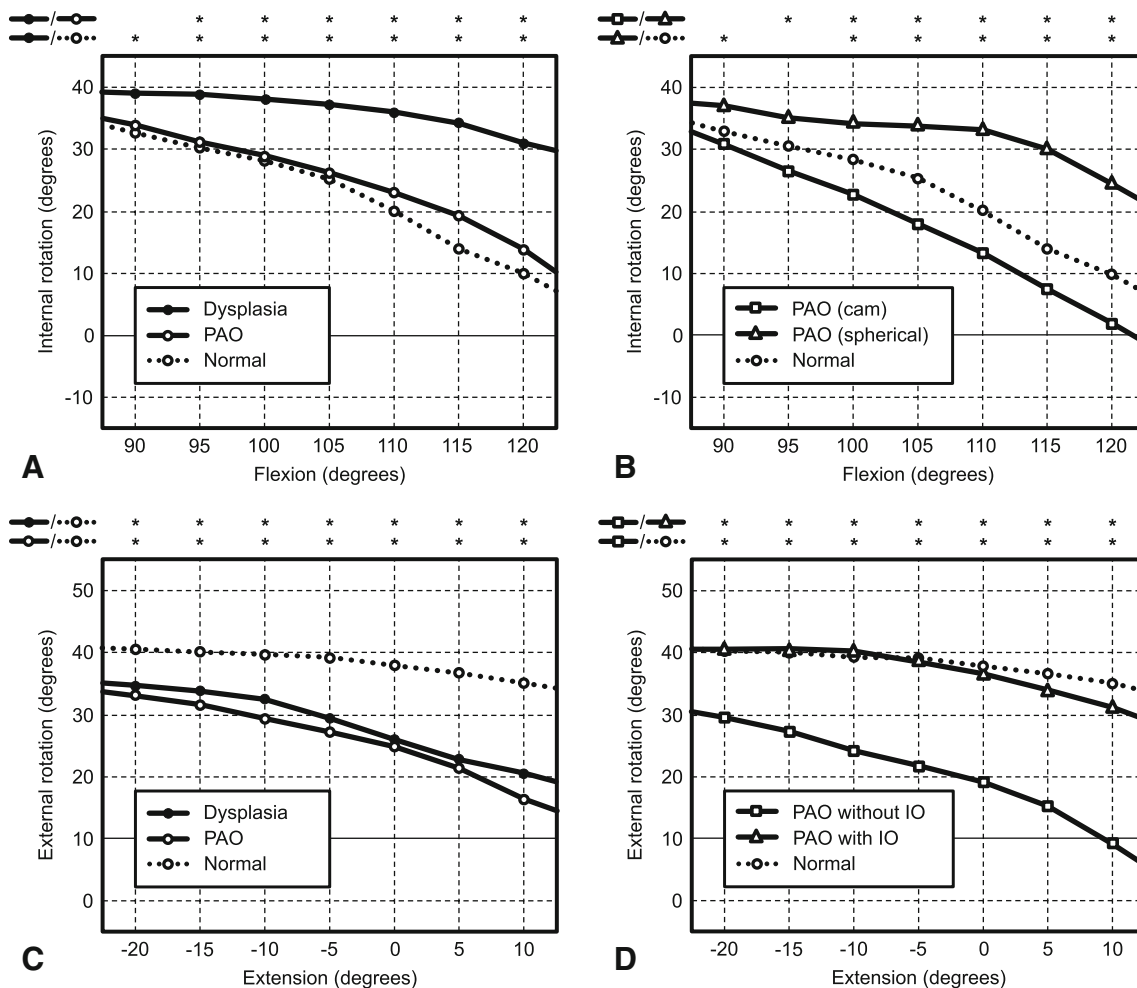 / * * * * * *
/ * * * * * * *
40
30
20
10
0
-10
Internal rotation (degrees)
Dysplasia
PAO
Normal
90 95 100 105 110 115 120
Flexion (degrees)
A
/ * * * * * *
/ * * * * * *
40
30
20
10
0
-10
Internal rotation (degrees)
PAO (cam)
PAO (spherical)
Normal
90 95 100 105 110 115 120
Flexion (degrees)
B
/ * * * * * * *
/ * * * * * * *
50
40
30
20
10
0
External rotation (degrees)
Dysplasia
PAO
Normal
-20 -15 -10 -5 0 5 10
Extension (degrees)
C
/ * * * * * * *
/ * * * * * * *
50
40
30
20
10
0
External rotation (degrees)
PAO without IO
PAO with IO
Normal
-20 -15 -10 -5 0 5 10
Extension (degrees)
D